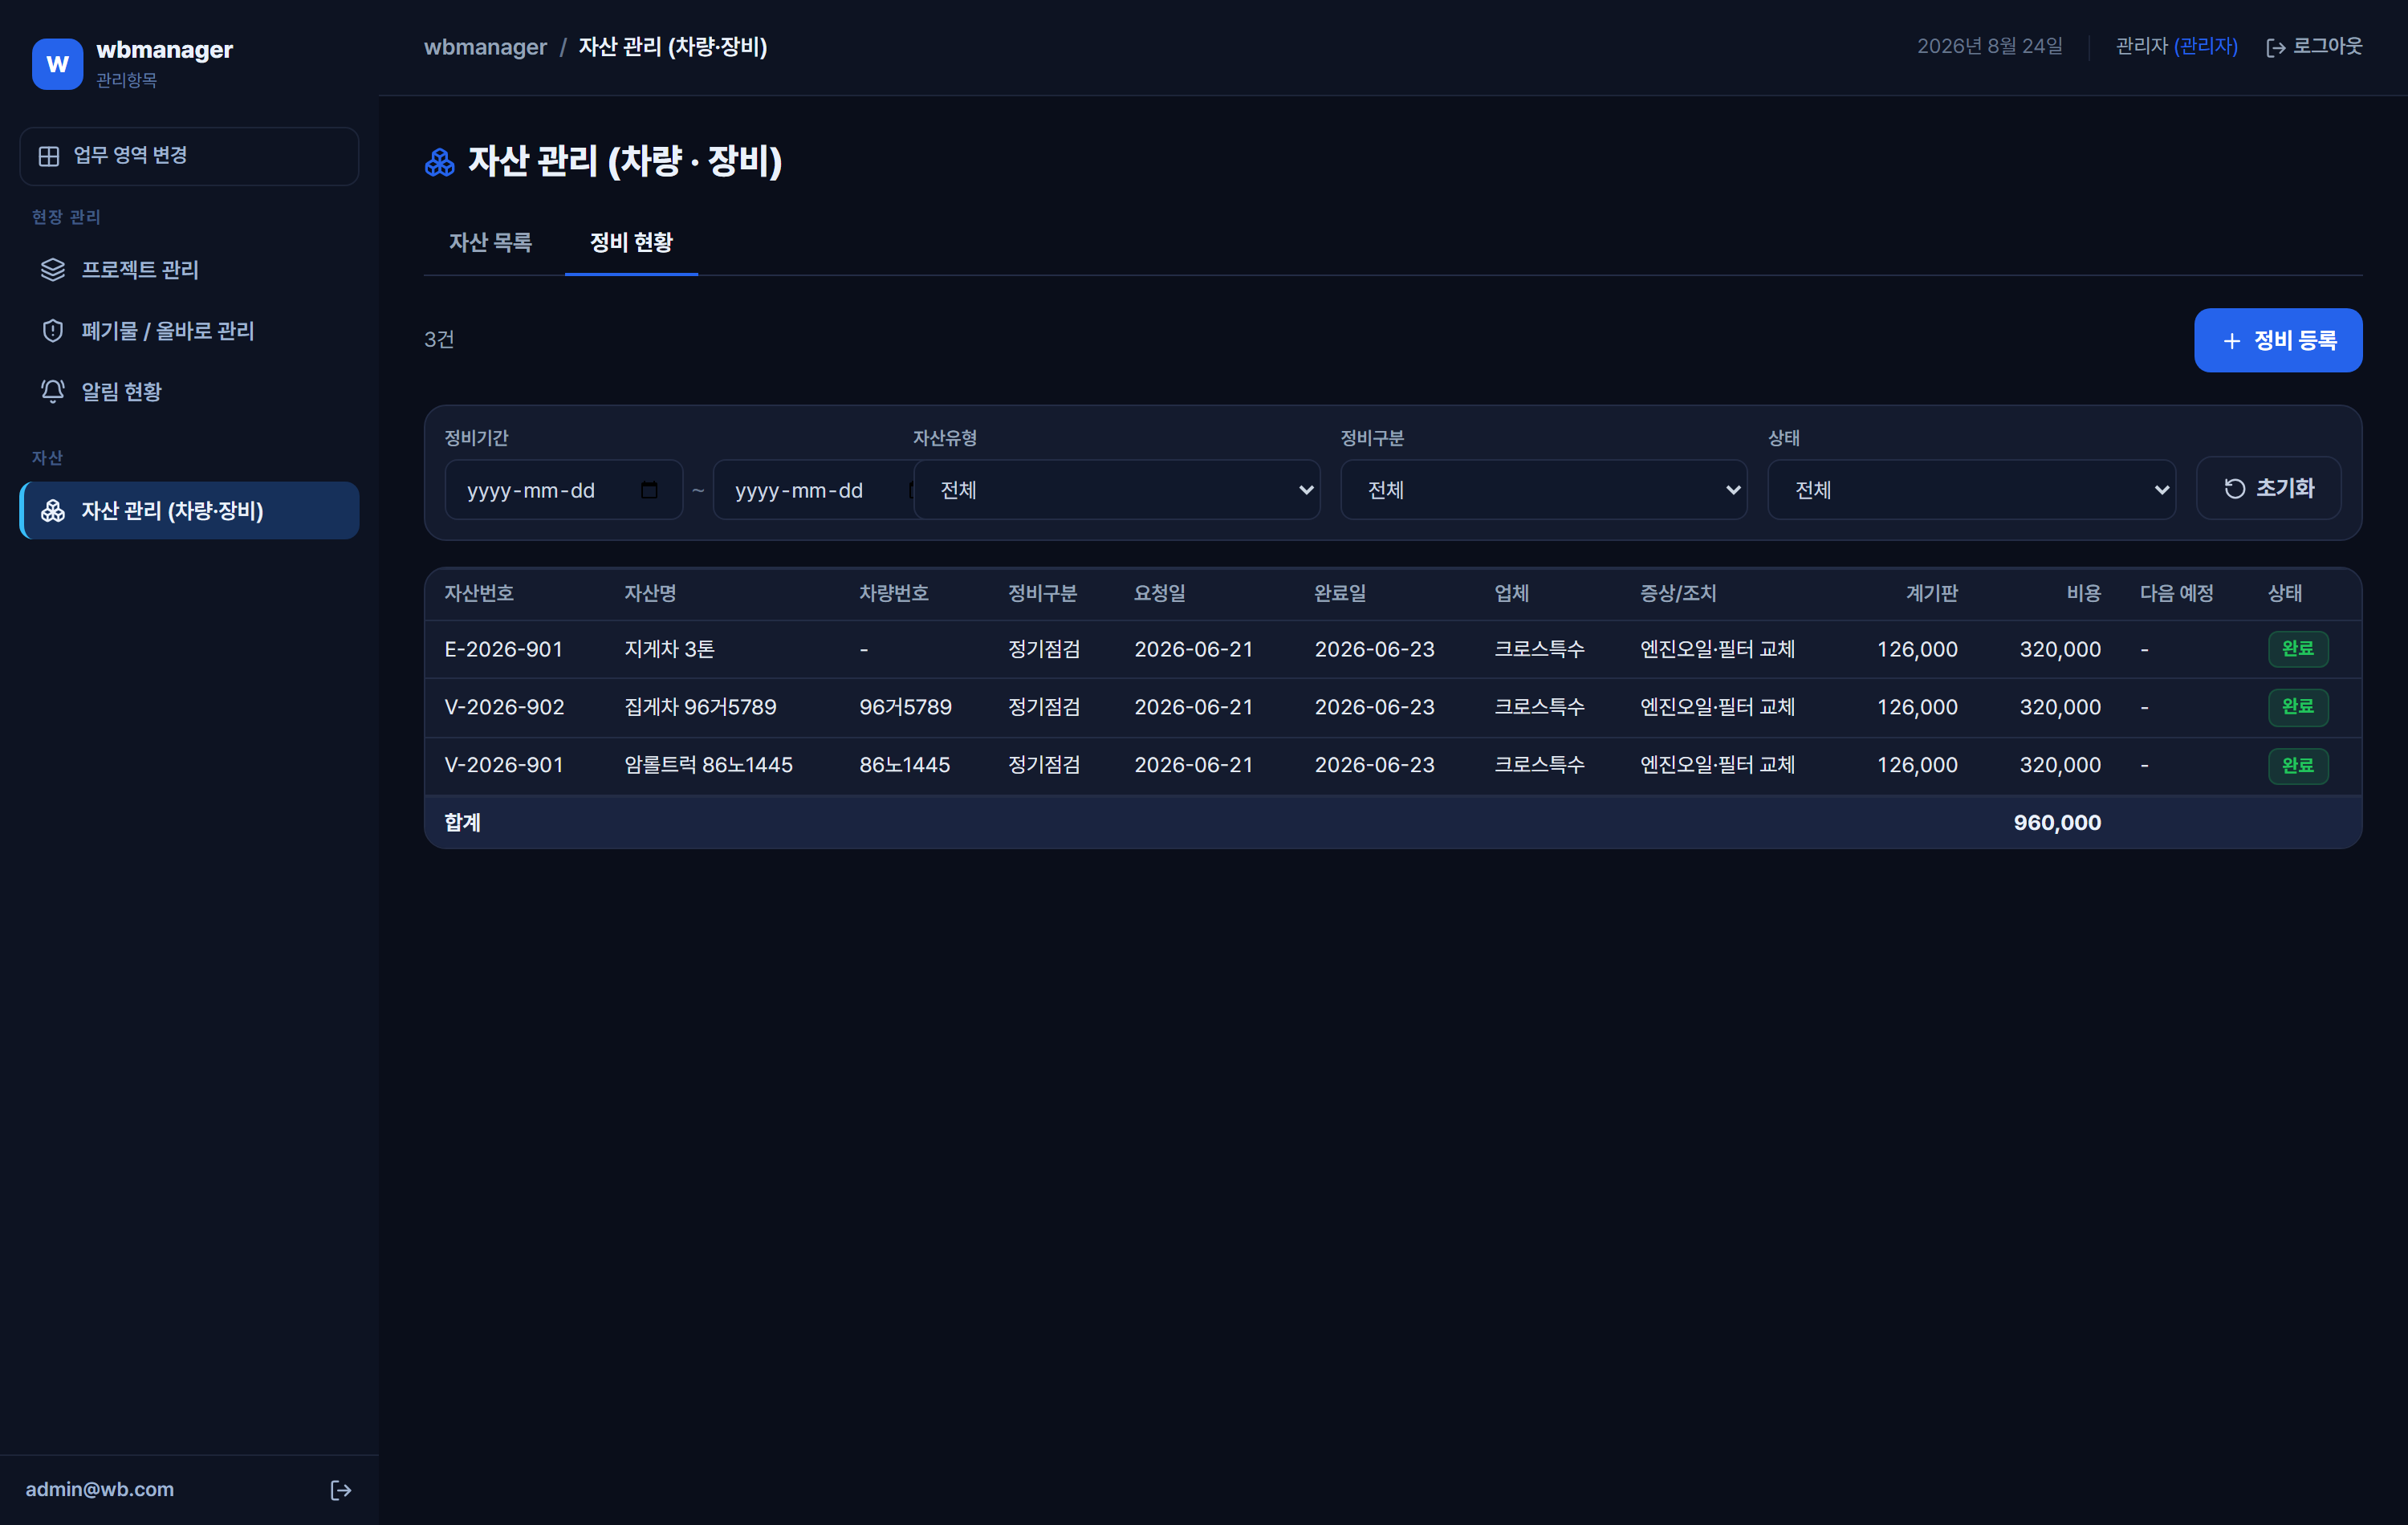 W
wbmanager
관리항목
업무 영역 변경
현장 관리
프로젝트 관리
폐기물 / 올바로 관리
알림 현황
자산
자산 관리 (차량·장비)
admin@wb.com
wbmanager / 자산 관리 (차량·장비)
2026년 8월 24일 관리자 (관리자) 로그아웃
자산 관리 (차량 · 장비)
자산 목록 정비 현황
3건 + 정비 등록
정비기간 자산유형 정비구분 상태
yyyy-mm-dd ~ yyyy-mm-dd 전체 전체 전체 초기화
자산번호 자산명 차량번호 정비구분 요청일 완료일 업체 증상/조치 계기판 비용 다음 예정 상태
E-2026-901 지게차 3톤 - 정기점검 2026-06-21 2026-06-23 크로스특수 엔진오일·필터 교체 126,000 320,000 - 완료
V-2026-902 집게차 96거5789 96거5789 정기점검 2026-06-21 2026-06-23 크로스특수 엔진오일·필터 교체 126,000 320,000 - 완료
V-2026-901 암롤트럭 86노1445 86노1445 정기점검 2026-06-21 2026-06-23 크로스특수 엔진오일·필터 교체 126,000 320,000 - 완료
합계 960,000